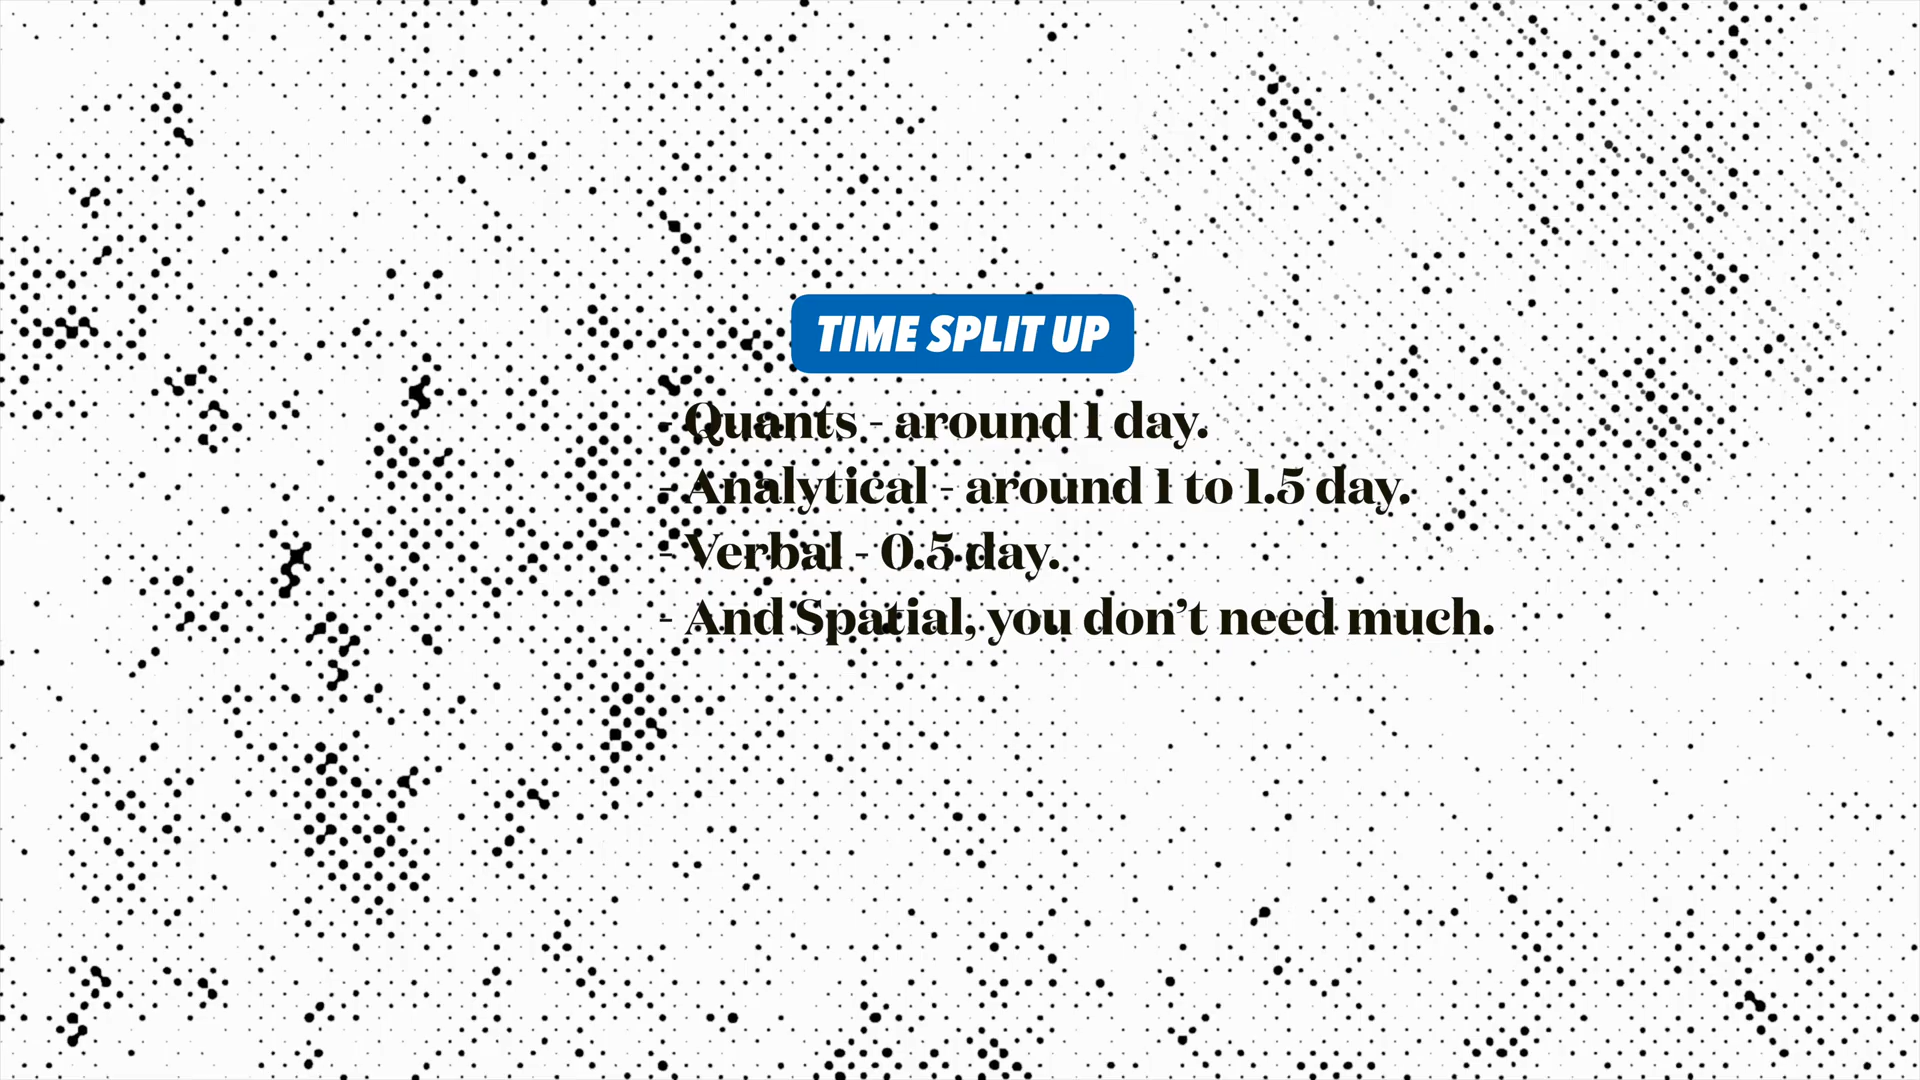 TIME SPLIT UP
- Quants - around 1 day.
- Analytical - around 1 to 1.5 day.
- Verbal - 0.5 day.
- And Spatial, you don’t need much.